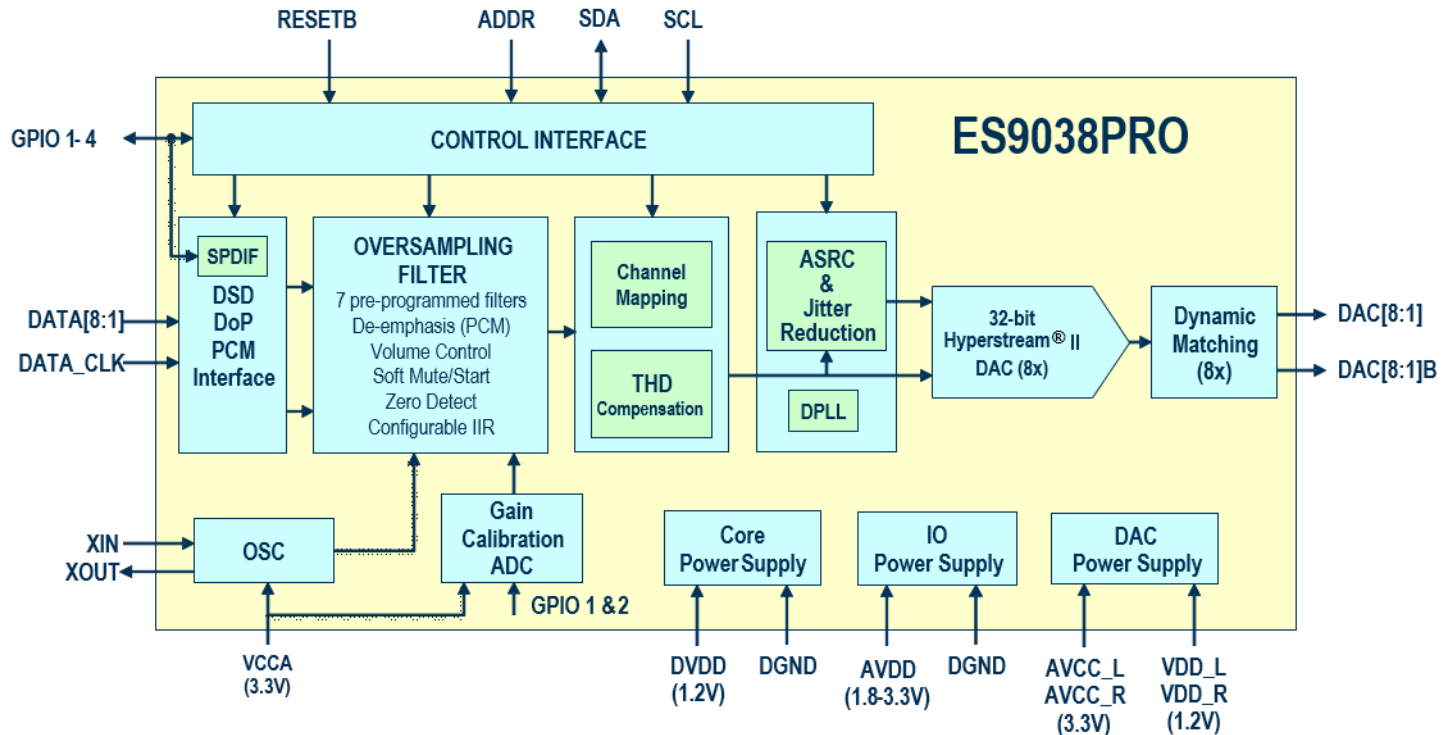 RESETB
ADDR
SDA
SCL
GPIO 1- 4
CONTROL INTERFACE
ES9038PRO
SPDIF
DSD
DoP
PCM
Interface
DATA[8:1]
DATA_CLK
OVERSAMPLING
FILTER
7 pre-programmed filters
De-emphasis (PCM)
Volume Control
Soft Mute/Start
Zero Detect
Configurable IIR
Channel
Mapping
THD
Compensation
ASRC
&
Jitter
Reduction
DPLL
32-bit
Hyperstream® II
DAC (8x)
Dynamic
Matching
(8x)
DAC[8:1]
DAC[8:1]B
XIN
XOUT
OSC
Gain
Calibration
ADC
GPIO 1 &2
Core
Power Supply
IO
Power Supply
DAC
Power Supply
VCCA
(3.3V)
DVDD
(1.2V)
DGND
AVDD
(1.8-3.3V)
DGND
AVCC_L
AVCC_R
(3.3V)
VDD_L
VDD_R
(1.2V)